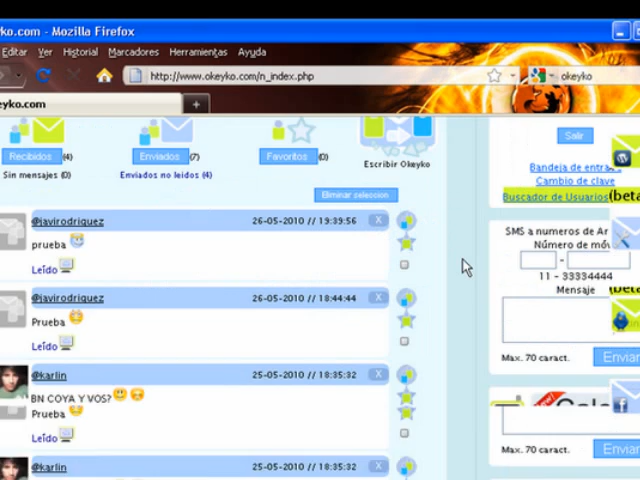 ko.com - Mozilla Firefox
Editar Ver Historial Marcadores Herramientas Ayuda
http://www.okeyko.com/n_index.php
okeyko
eyko.com
Recibidos (4)
Enviados (7)
Favoritos (0)
Escribir Okeyko
Sin mensajes (0)
Enviados no leidos (4)
Eliminar seleccion
Salir
Bandeja de entra
Cambio de clave
Buscador de Usuarios (beta
@javirodriquez 26-05-2010 // 19:39:56 X
prueba
Leído
@javirodriquez 26-05-2010 // 18:44:44 X
Prueba
Leído
@karlin 25-05-2010 // 18:35:32 X
BN COYA Y VOS?
Prueba
Leído
@karlin 25-05-2010 // 18:35:32 X
SMS a numeros de Ar
Número de móv
-
11 - 33334444
Mensaje
(beta
Max. 70 caract. Enviar
Max. 70 caract. Enviar